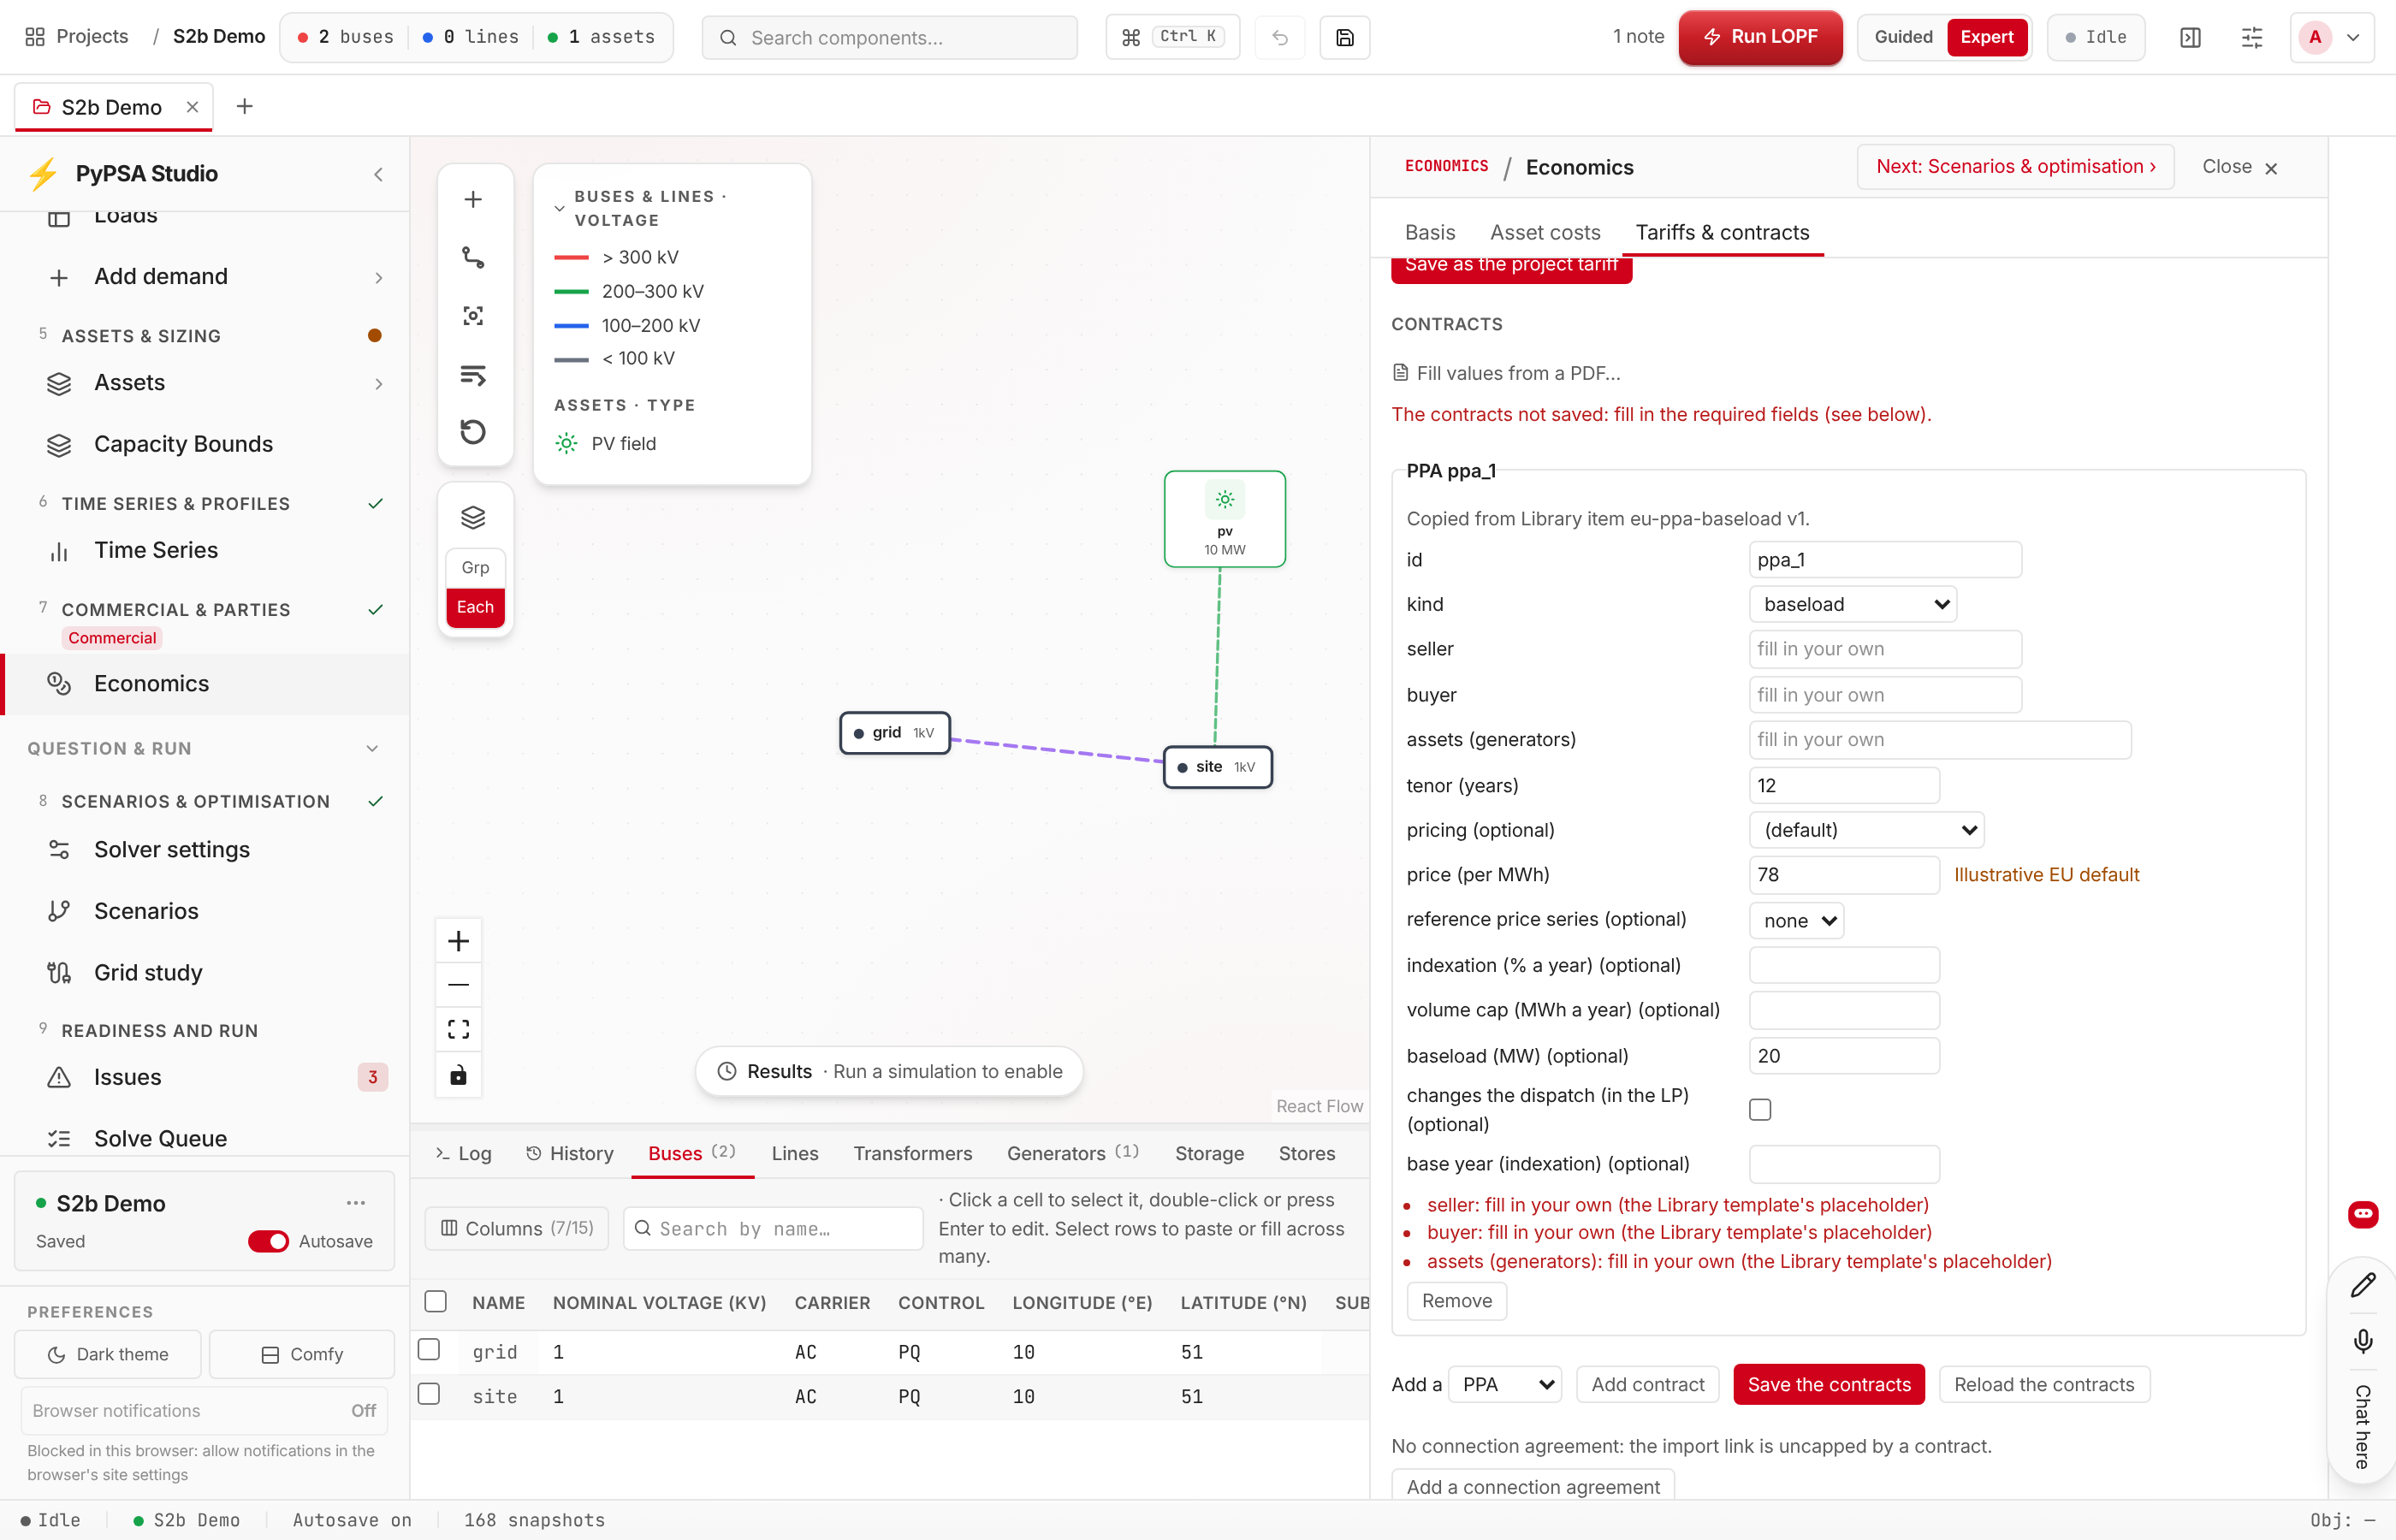 Projects / S2b Demo
2 buses 0 lines 1 assets
Search components...
Ctrl K
1 note
Run LOPF
Guided Expert
Idle
A
S2b Demo
PyPSA Studio
Loads
Add demand
5 ASSETS & SIZING
Assets
Capacity Bounds
6 TIME SERIES & PROFILES
Time Series
7 COMMERCIAL & PARTIES
Commercial
Economics
QUESTION & RUN
8 SCENARIOS & OPTIMISATION
Solver settings
Scenarios
Grid study
9 READINESS AND RUN
Issues 3
Solve Queue
S2b Demo
Saved Autosave
PREFERENCES
Dark theme Comfy
Browser notifications Off
Blocked in this browser: allow notifications in the
browser's site settings
Grp
Each
BUSES & LINES ·
VOLTAGE
> 300 kV
200–300 kV
100–200 kV
< 100 kV
ASSETS · TYPE
PV field
pv
10 MW
grid 1kV
site 1kV
Results · Run a simulation to enable
React Flow
Log History Buses (2) Lines Transformers Generators (1) Storage Stores
Columns (7/15)
Search by name…
· Click a cell to select it, double-click or press
Enter to edit. Select rows to paste or fill across
many.
NAME NOMINAL VOLTAGE (KV) CARRIER CONTROL LONGITUDE (°E) LATITUDE (°N) SUB
grid 1 AC PQ 10 51
site 1 AC PQ 10 51
ECONOMICS / Economics
Next: Scenarios & optimisation ›
Close
Basis Asset costs Tariffs & contracts
Save as the project tariff
CONTRACTS
Fill values from a PDF...
The contracts not saved: fill in the required fields (see below).
PPA ppa_1
Copied from Library item eu-ppa-baseload v1.
id ppa_1
kind baseload
seller fill in your own
buyer fill in your own
assets (generators) fill in your own
tenor (years) 12
pricing (optional) (default)
price (per MWh) 78 Illustrative EU default
reference price series (optional) none
indexation (% a year) (optional)
volume cap (MWh a year) (optional)
baseload (MW) (optional) 20
changes the dispatch (in the LP)
(optional)
base year (indexation) (optional)
seller: fill in your own (the Library template's placeholder)
buyer: fill in your own (the Library template's placeholder)
assets (generators): fill in your own (the Library template's placeholder)
Remove
Add a PPA Add contract Save the contracts Reload the contracts
No connection agreement: the import link is uncapped by a contract.
Add a connection agreement
Chat here
Idle S2b Demo Autosave on 168 snapshots
Obj: —